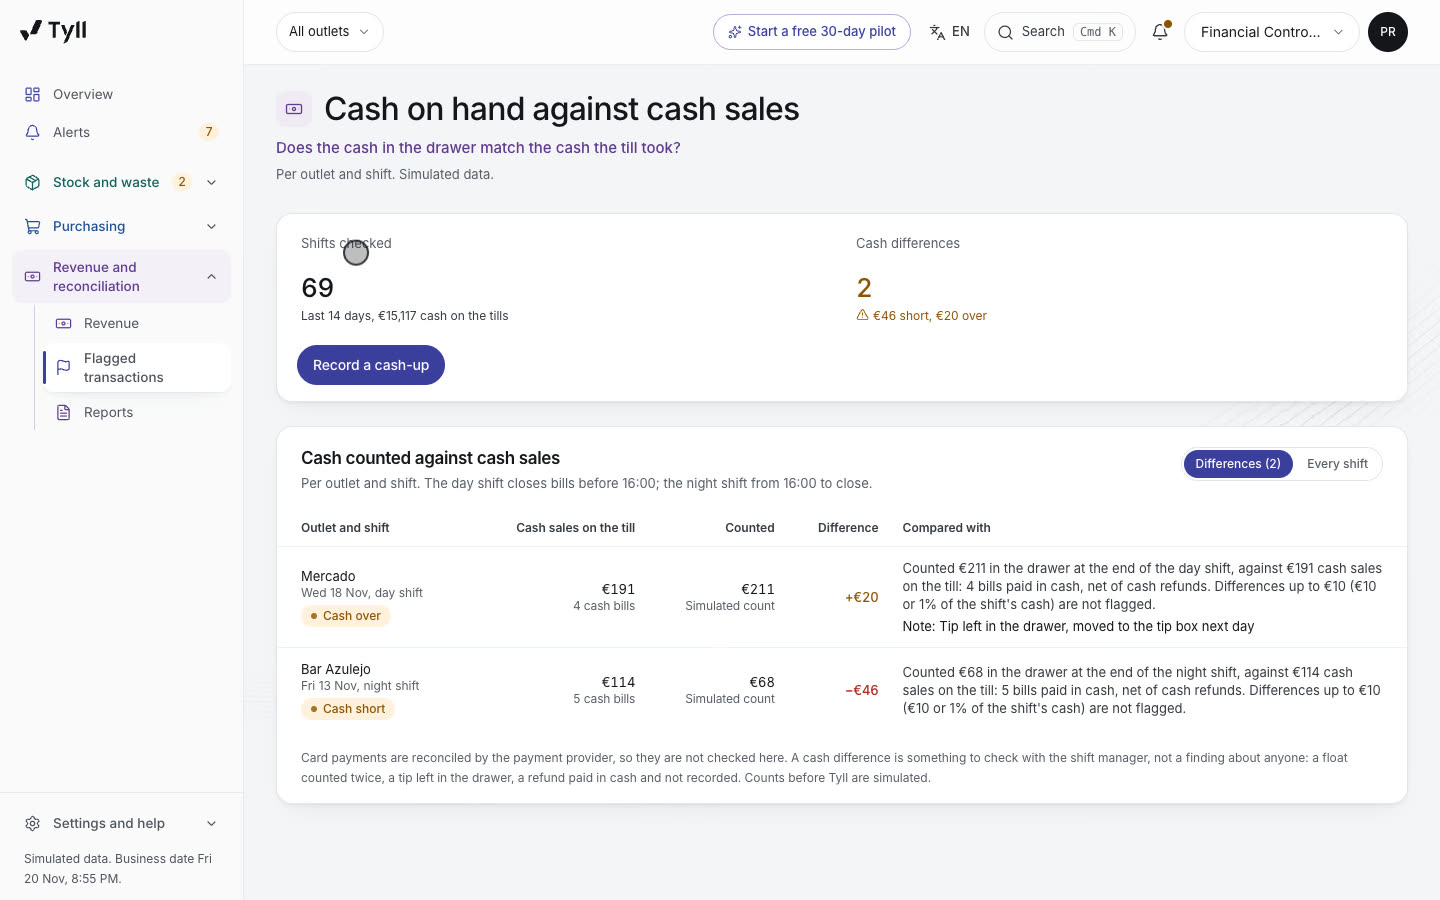 Tyll
All outlets
Start a free 30-day pilot
EN
Search
Cmd K
Financial Contro...
PR
Overview
Alerts
7
Stock and waste
2
Purchasing
Revenue and
reconciliation
Revenue
Flagged
transactions
Reports
Settings and help
Simulated data. Business date Fri
20 Nov, 8:55 PM.
Cash on hand against cash sales
Does the cash in the drawer match the cash the till took?
Per outlet and shift. Simulated data.
Shifts checked
69
Last 14 days, €15,117 cash on the tills
Cash differences
2
€46 short, €20 over
Record a cash-up
Cash counted against cash sales
Per outlet and shift. The day shift closes bills before 16:00; the night shift from 16:00 to close.
Differences (2)
Every shift
Outlet and shift
Cash sales on the till
Counted
Difference
Compared with
Mercado
Wed 18 Nov, day shift
Cash over
€191
4 cash bills
€211
Simulated count
+€20
Counted €211 in the drawer at the end of the day shift, against €191 cash sales
on the till: 4 bills paid in cash, net of cash refunds. Differences up to €10 (€10
or 1% of the shift's cash) are not flagged.
Note: Tip left in the drawer, moved to the tip box next day
Bar Azulejo
Fri 13 Nov, night shift
Cash short
€114
5 cash bills
€68
Simulated count
−€46
Counted €68 in the drawer at the end of the night shift, against €114 cash
sales on the till: 5 bills paid in cash, net of cash refunds. Differences up to €10
(€10 or 1% of the shift's cash) are not flagged.
Card payments are reconciled by the payment provider, so they are not checked here. A cash difference is something to check with the shift manager, not a finding about anyone: a float
counted twice, a tip left in the drawer, a refund paid in cash and not recorded. Counts before Tyll are simulated.